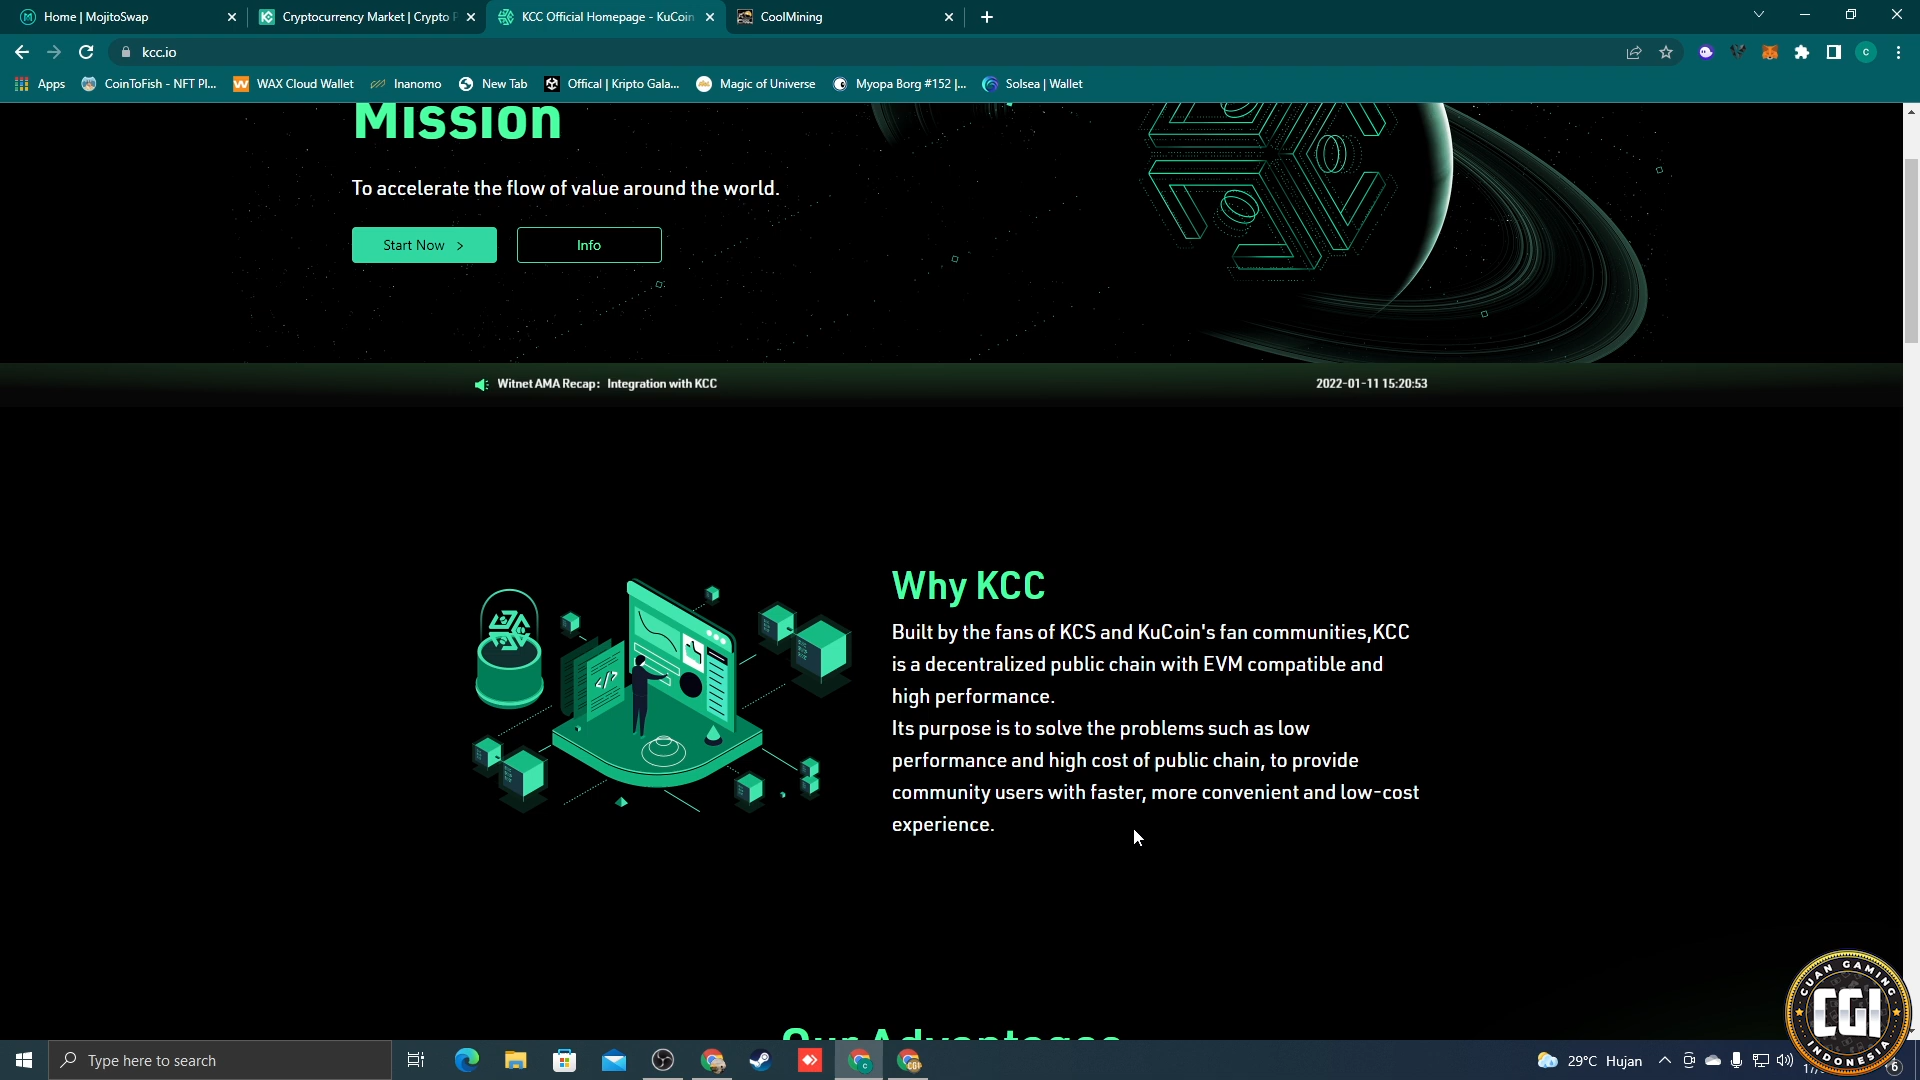 Home | MojitoSwap
Cryptocurrency Market | Crypto P
KCC Official Homepage - KuCoin
CoolMining
kcc.io
C
Apps
CoinToFish - NFT Pl...
WAX Cloud Wallet
Inanomo
New Tab
Offical | Kripto Gala...
Magic of Universe
Myopa Borg #152 |...
Solsea | Wallet
Mission
To accelerate the flow of value around the world.
Start Now >
Info
Witnet AMA Recap: Integration with KCC
2022-01-11 15:20:53
Why KCC
Built by the fans of KCS and KuCoin's fan communities,KCC
is a decentralized public chain with EVM compatible and
high performance.
Its purpose is to solve the problems such as low
performance and high cost of public chain, to provide
community users with faster, more convenient and low-cost
experience.
</>
Our Advantages
CUAN GAMING
CGI
INDONESIA
Type here to search
29°C Hujan
17/
6